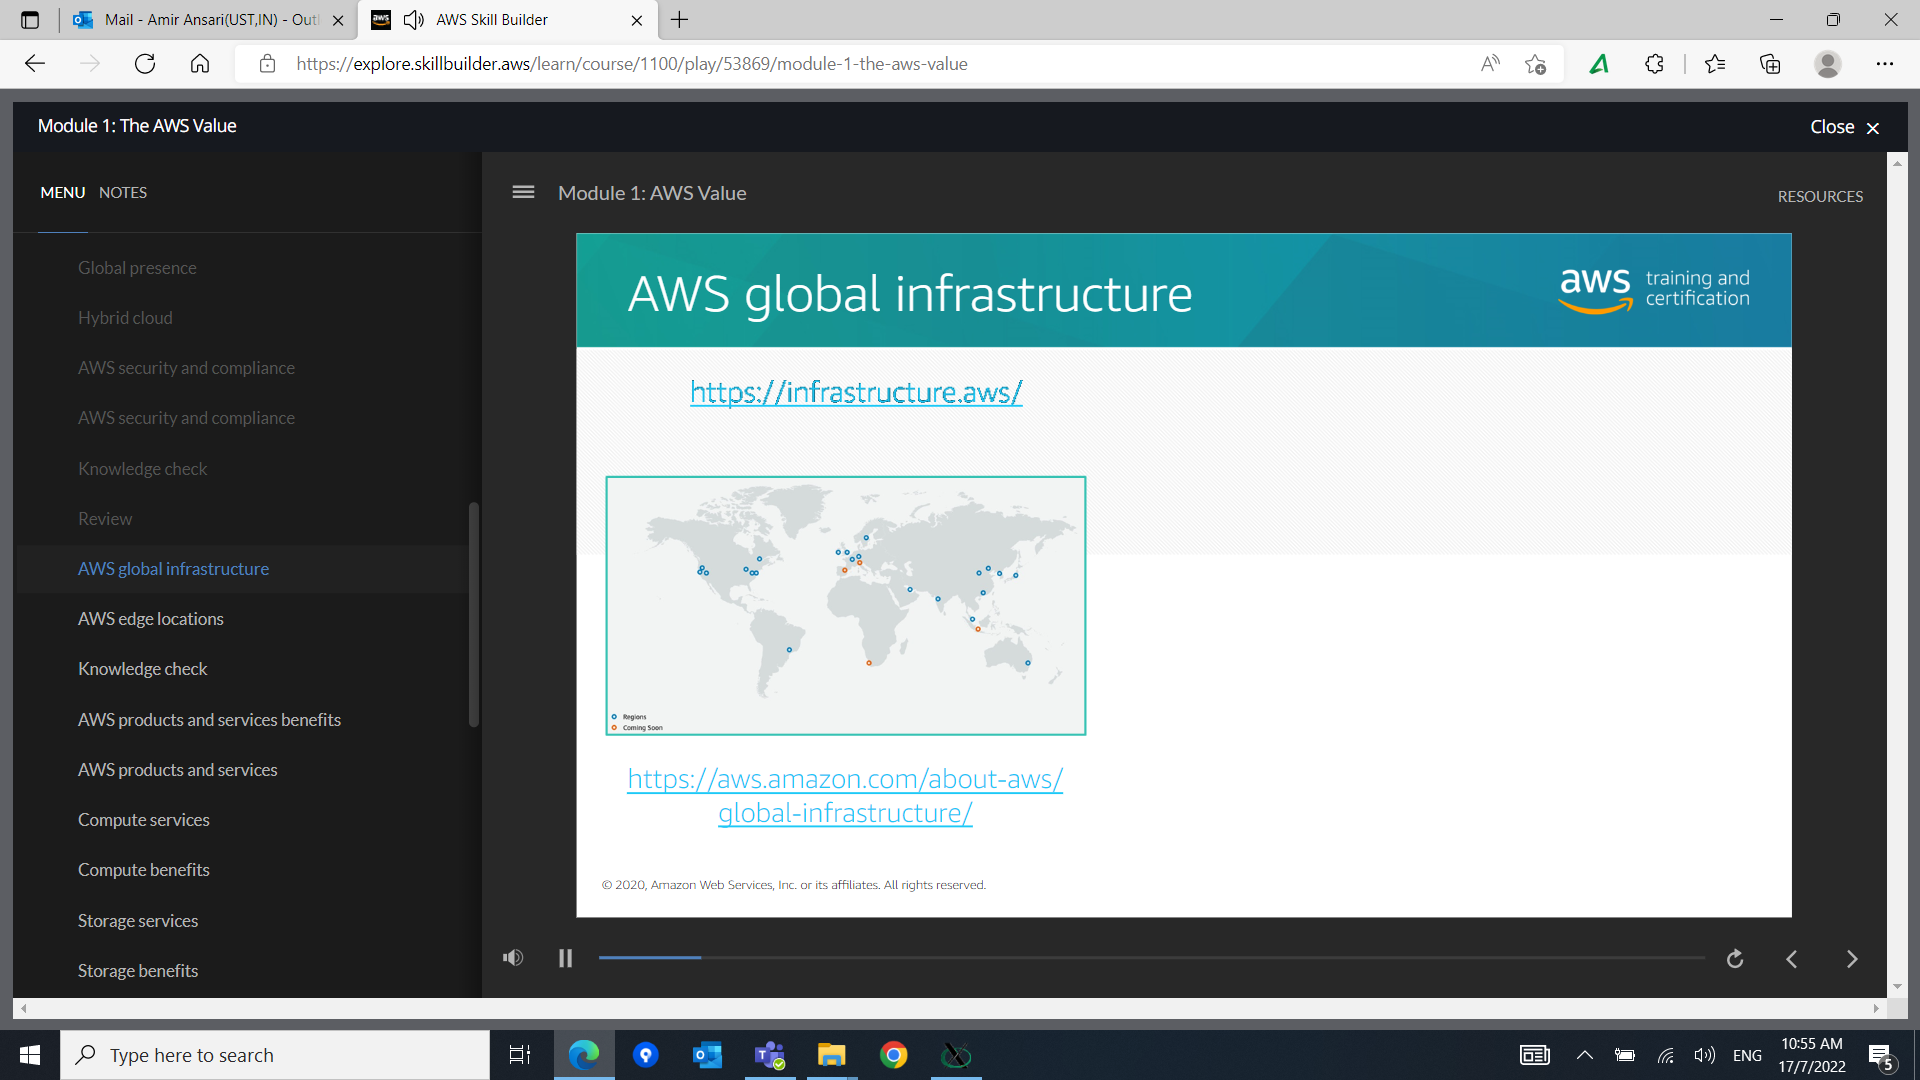 Mail - Amir Ansari(UST,IN) - Outl
aws
AWS Skill Builder
https://explore.skillbuilder.aws/learn/course/1100/play/53869/module-1-the-aws-value
Module 1: The AWS Value
Close
MENU
NOTES
Global presence
Hybrid cloud
AWS security and compliance
AWS security and compliance
Knowledge check
Review
AWS global infrastructure
AWS edge locations
Knowledge check
AWS products and services benefits
AWS products and services
Compute services
Compute benefits
Storage services
Storage benefits
Module 1: AWS Value
RESOURCES
AWS global infrastructure
aws training and
certification
https://infrastructure.aws/
Regions
Coming Soon
https://aws.amazon.com/about-aws/
global-infrastructure/
© 2020, Amazon Web Services, Inc. or its affiliates. All rights reserved.
Type here to search
ENG
10:55 AM
17/7/2022
5